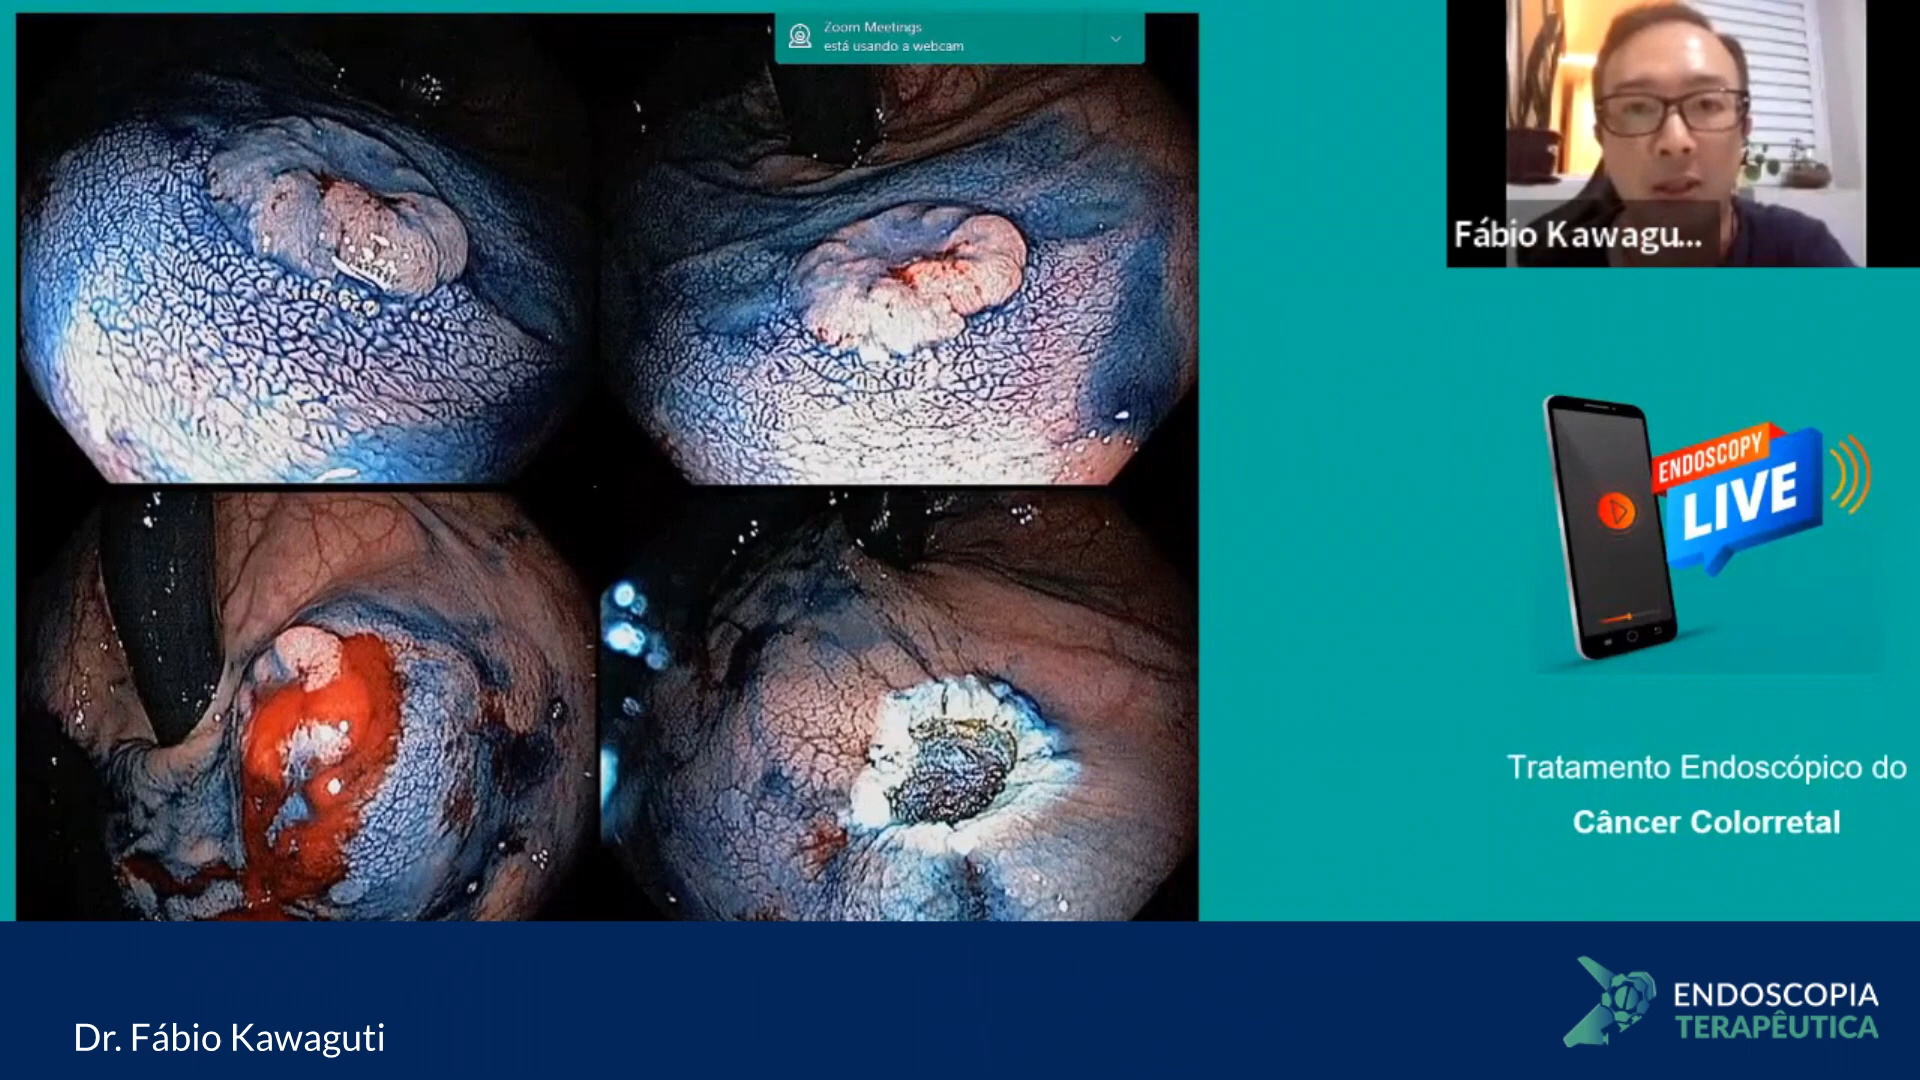 Zoom Meetings
está usando a webcam
Fábio Kawagu...
ENDOSCOPY
LIVE
Tratamento Endoscópico do
Câncer Colorretal
Dr. Fábio Kawaguti
ENDOSCOPIA
TERAPÊUTICA